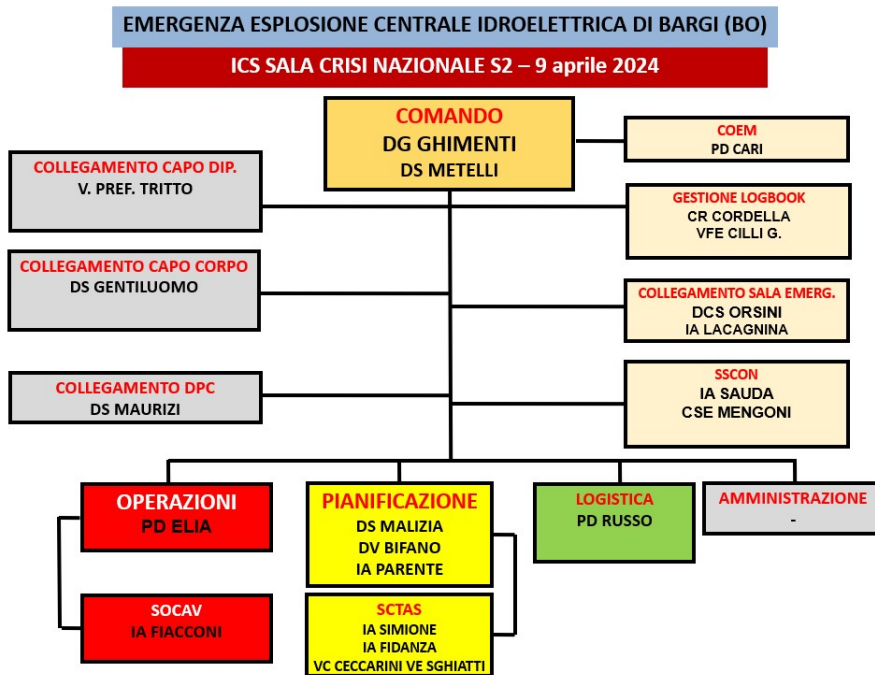 EMERGENZA ESPLOSIONE CENTRALE IDROELETTRICA DI BARGI (BO)
ICS SALA CRISI NAZIONALE S2 – 9 aprile 2024
COMANDO
DG GHIMENTI
DS METELLI
COEM
PD CARI
COLLEGAMENTO CAPO DIP.
V. PREF. TRITTO
GESTIONE LOGBOOK
CR CORDELLA
VFE CILLI G.
COLLEGAMENTO CAPO CORPO
DS GENTILUOMO
COLLEGAMENTO SALA EMERG.
DCS ORSINI
IA LACAGNINA
COLLEGAMENTO DPC
DS MAURIZI
SSCON
IA SAUDA
CSE MENGONI
OPERAZIONI
PD ELIA
PIANIFICAZIONE
DS MALIZIA
DV BIFANO
IA PARENTE
LOGISTICA
PD RUSSO
AMMINISTRAZIONE
-
SOCAV
IA FIACCONI
SCTAS
IA SIMIONE
IA FIDANZA
VC CECCARINI VE SGHIATTI